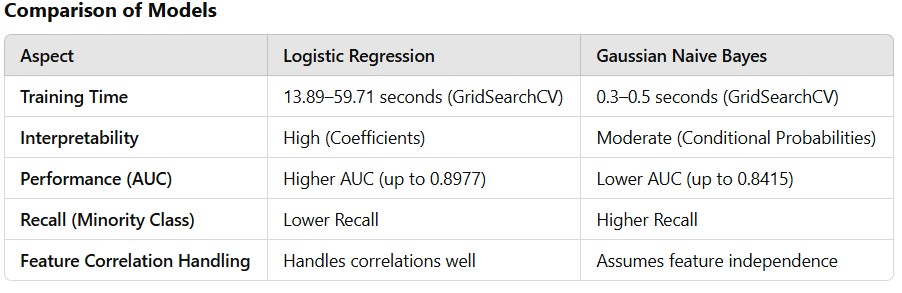 Comparison of Models
Aspect Logistic Regression Gaussian Naive Bayes
Training Time 13.89–59.71 seconds (GridSearchCV) 0.3–0.5 seconds (GridSearchCV)
Interpretability High (Coefficients) Moderate (Conditional Probabilities)
Performance (AUC) Higher AUC (up to 0.8977) Lower AUC (up to 0.8415)
Recall (Minority Class) Lower Recall Higher Recall
Feature Correlation Handling Handles correlations well Assumes feature independence